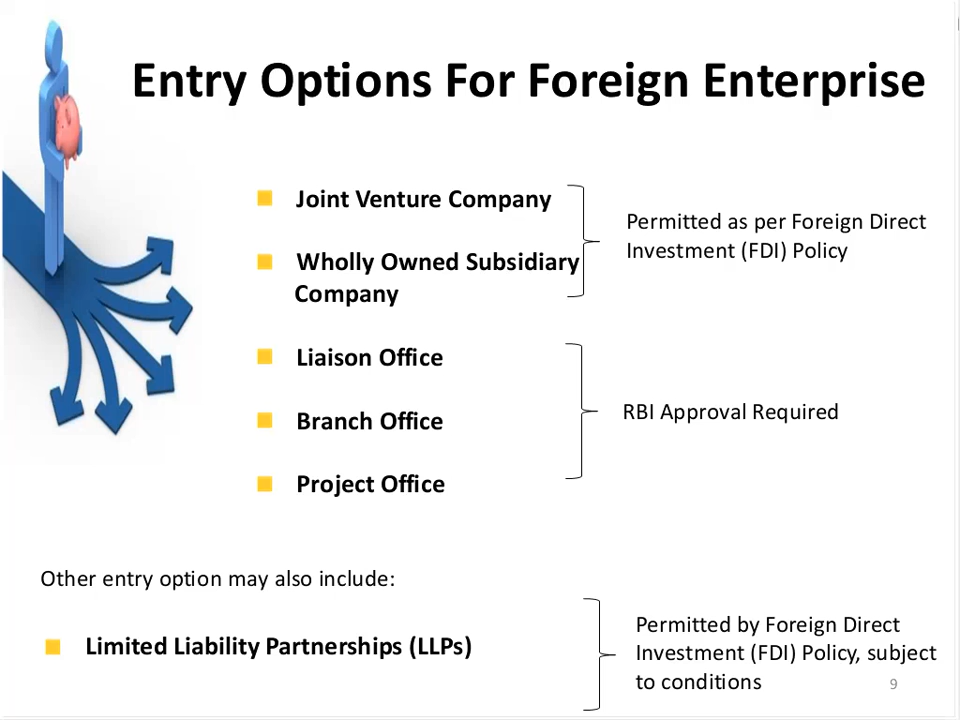 Entry Options For Foreign Enterprise
Joint Venture Company
Wholly Owned Subsidiary
Company
Permitted as per Foreign Direct
Investment (FDI) Policy
Liaison Office
Branch Office
Project Office
RBI Approval Required
Other entry option may also include:
Limited Liability Partnerships (LLPs)
Permitted by Foreign Direct
Investment (FDI) Policy, subject
to conditions
9